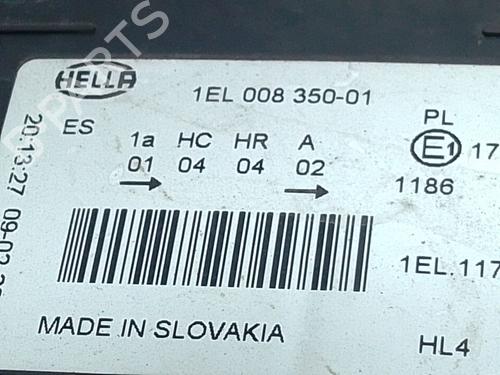 HELLA
1EL 008 350-01
ES
1a HC HR A
01 04 04 02
PL
E1 17
1186
20:13:27
1EL.117
MADE IN SLOVAKIA
HL4